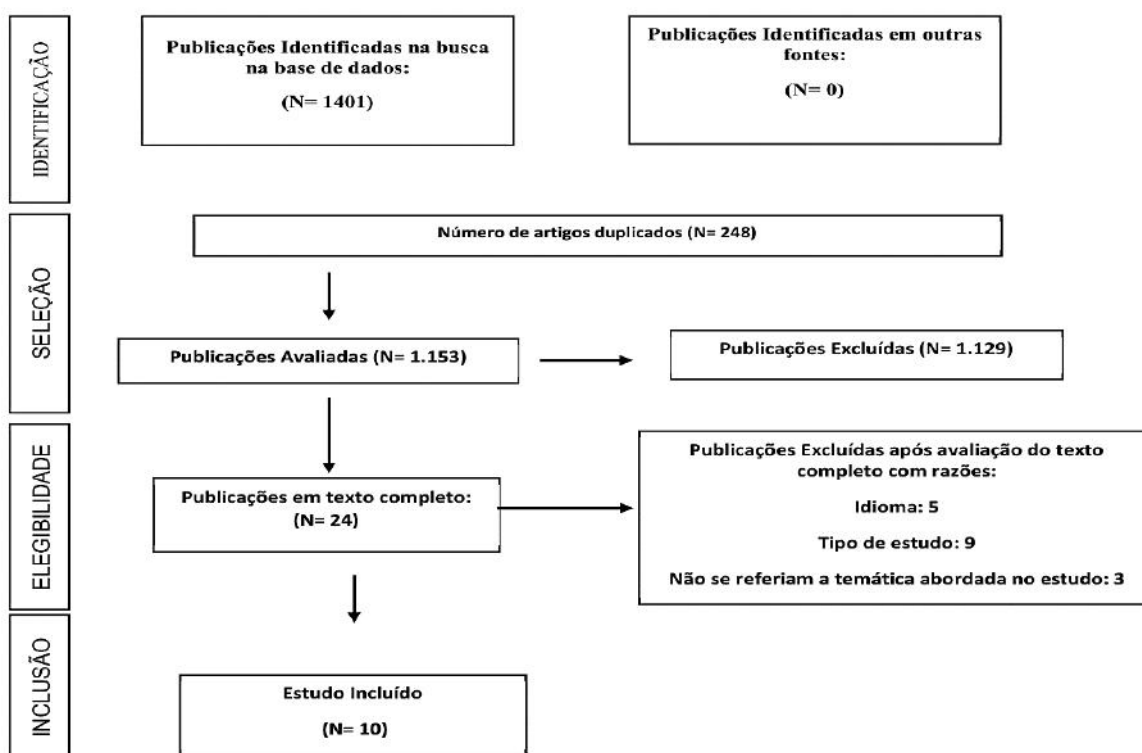 IDENTIFICAÇÃO
Publicações Identificadas na busca
na base de dados:
(N= 1401)
Publicações Identificadas em outras
fontes:
(N= 0)
SELEÇÃO
Número de artigos duplicados (N= 248)
Publicações Avaliadas (N= 1.153)
Publicações Excluídas (N= 1.129)
ELEGIBILIDADE
Publicações em texto completo:
(N= 24)
Publicações Excluídas após avaliação do texto
completo com razões:
Idioma: 5
Tipo de estudo: 9
Não se referiam a temática abordada no estudo: 3
INCLUSÃO
Estudo Incluído
(N= 10)